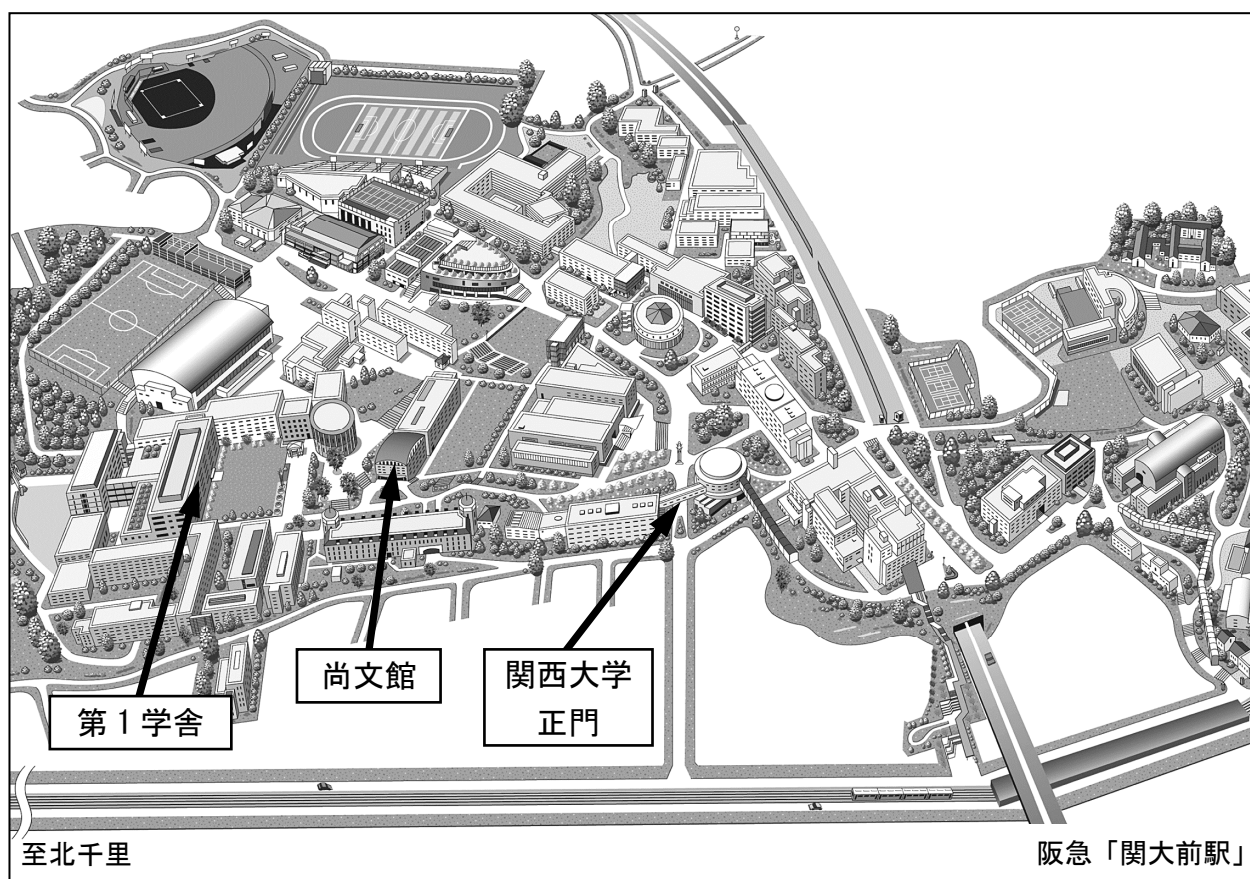 尚文館
関西大学
正門
第1学舎
至北千里
阪急「関大前駅」